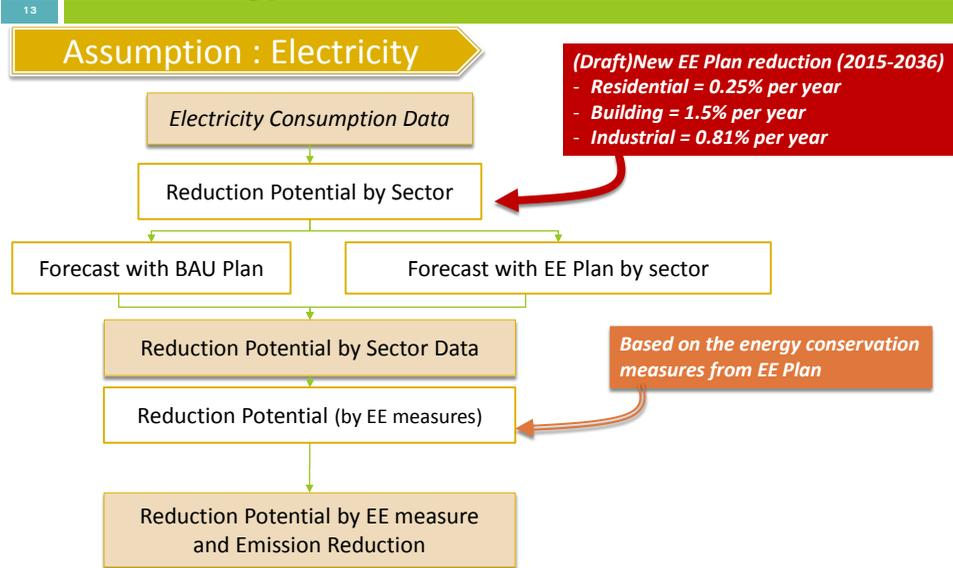 13
Assumption : Electricity
(Draft)New EE Plan reduction (2015-2036)
- Residential = 0.25% per year
- Building = 1.5% per year
- Industrial = 0.81% per year
Electricity Consumption Data
Reduction Potential by Sector
Forecast with BAU Plan
Forecast with EE Plan by sector
Reduction Potential by Sector Data
Based on the energy conservation
measures from EE Plan
Reduction Potential (by EE measures)
Reduction Potential by EE measure
and Emission Reduction